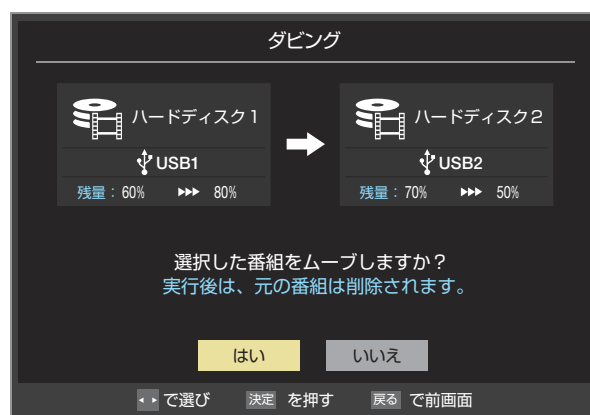 ダビング
ハードディスク1
ハードディスク2
USB1
USB2
残量：60% ▶▶▶ 80%
残量：70% ▶▶▶ 50%
選択した番組をムーブしますか？
実行後は、元の番組は削除されます。
はい
いいえ
で選び 決定 を押す 戻る で前画面